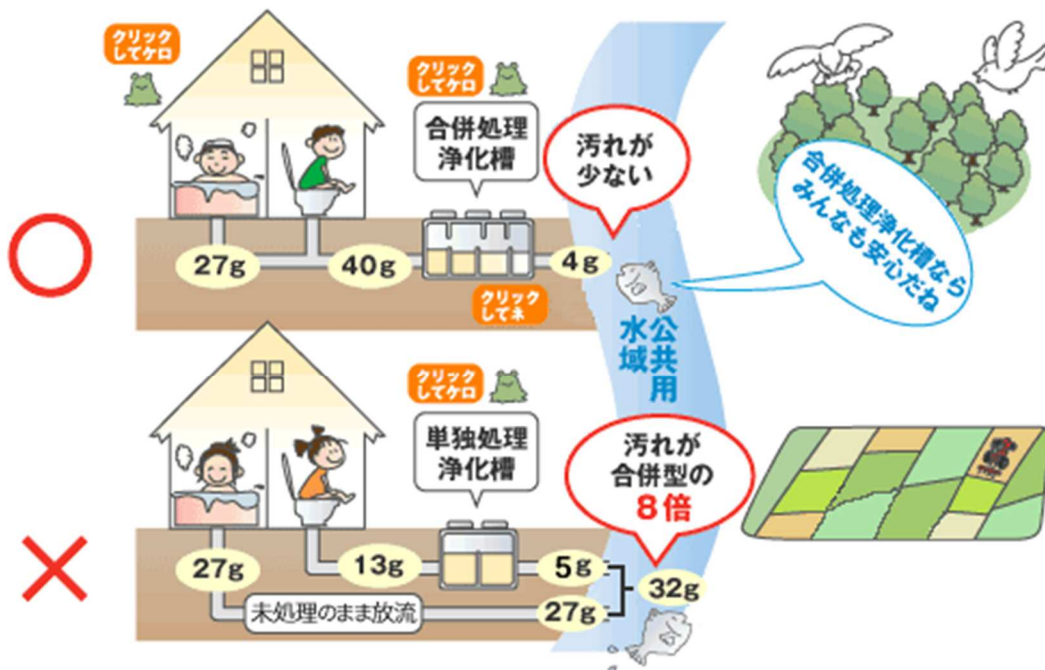 クリック
してケロ
クリック
してケロ
合併処理
浄化槽
汚れが
少ない
合併処理浄化槽なら
みんなも安心だね
27g
40g
4g
クリック
してネ
公共用
水域
クリック
してケロ
単独処理
浄化槽
汚れが
合併型の
8倍
27g
13g
5g
32g
未処理のまま放流
27g